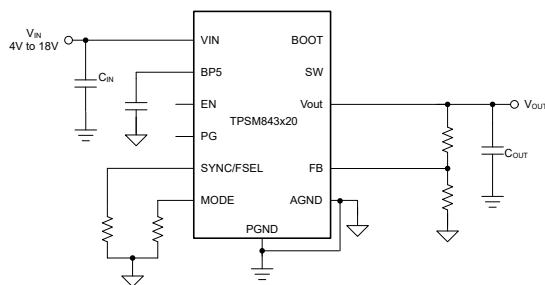 VIN
4V to 18V
CIN
VIN
BOOT
BP5
SW
EN
Vout
TPSM843x20
PG
SYNC/FSEL
FB
MODE
AGND
PGND
VOUT
COUT